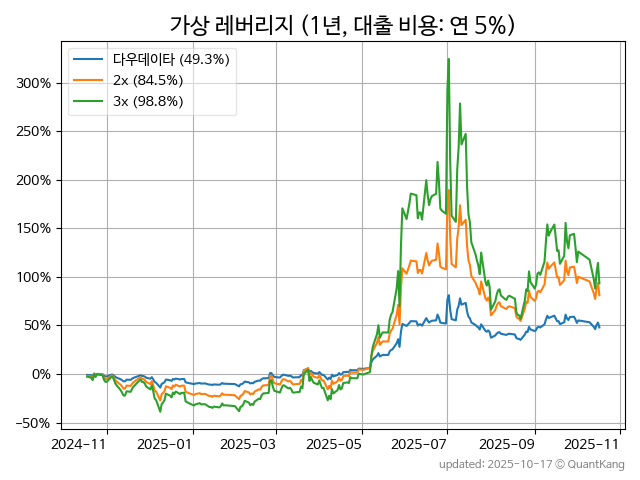 가상 레버리지 (1년, 대출 비용: 연 5%)
다우데이타 (49.3%)
2x (84.5%)
3x (98.8%)
300%
250%
200%
150%
100%
50%
0%
−50%
2024-11 2025-01 2025-03 2025-05 2025-07 2025-09 2025-11
updated: 2025-10-17 © QuantKang